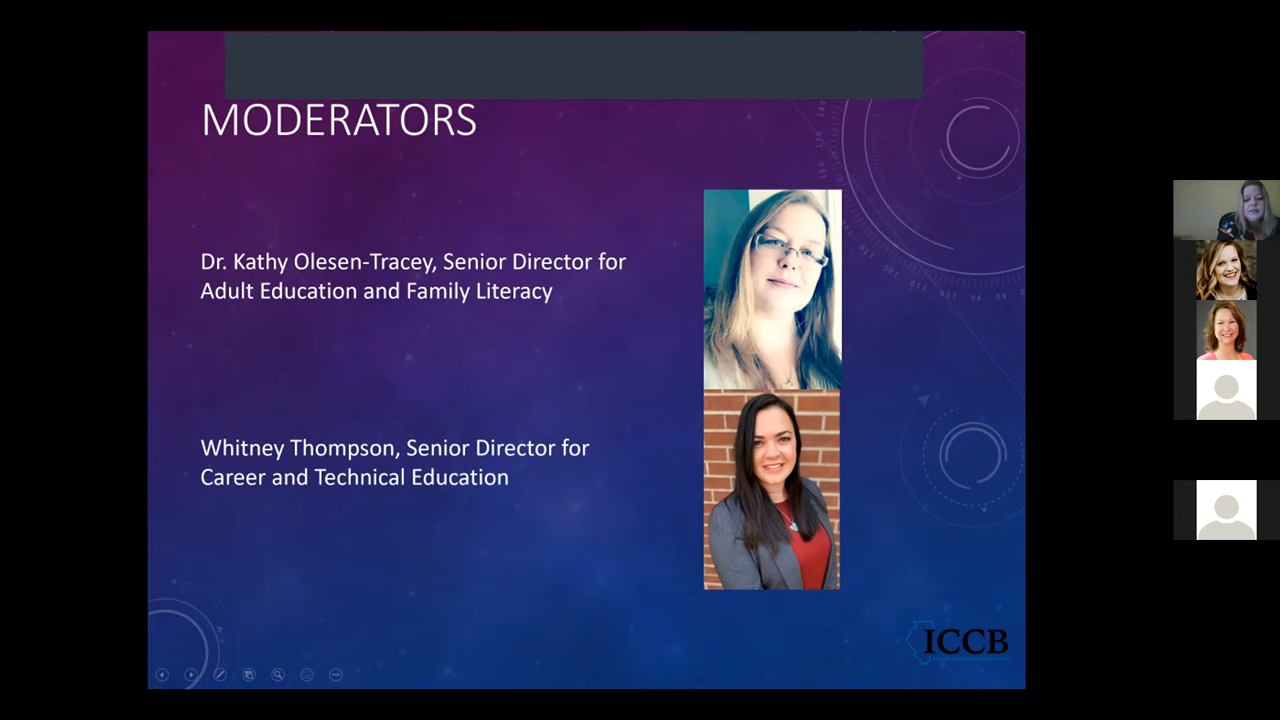 MODERATORS
Dr. Kathy Olesen-Tracey, Senior Director for
Adult Education and Family Literacy
Whitney Thompson, Senior Director for
Career and Technical Education
ICCB